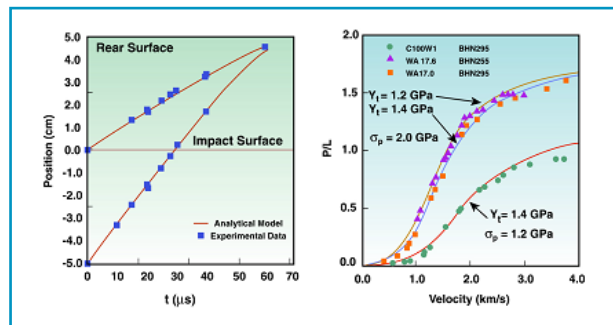 Rear Surface
Impact Surface
Analytical Model
Experimental Data
Position (cm)
5.0
4.0
3.0
2.0
1.0
0.0
-1.0
-2.0
-3.0
-4.0
-5.0
0 10 20 30 40 50 60 70
t (μs)
C100W1 BHN295
WA 17.6 BHN255
WA17.0 BHN295
Yt= 1.2 GPa
Yt= 1.4 GPa
σp = 2.0 GPa
Yt= 1.4 GPa
σp = 1.2 GPa
P/L
2.0
1.5
1.0
0.5
0.0
0.0 1.0 2.0 3.0 4.0
Velocity (km/s)